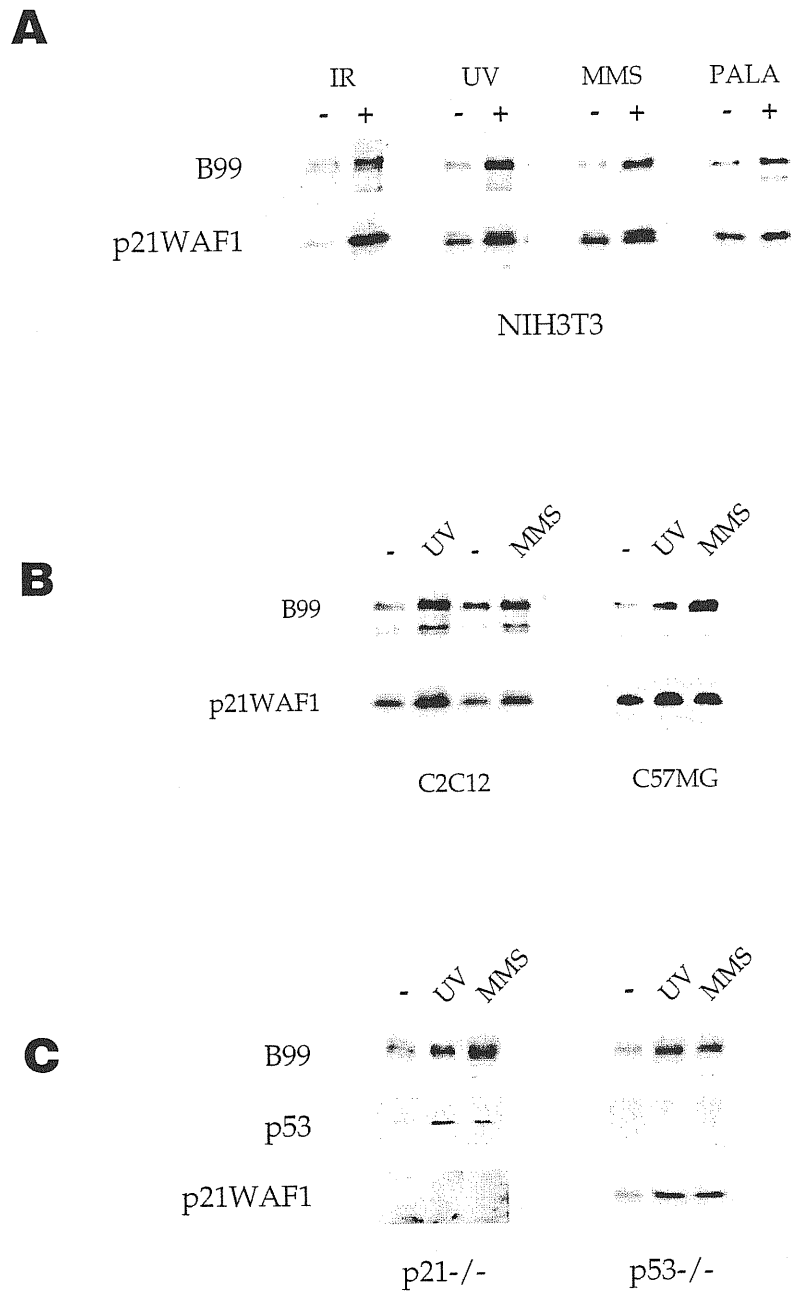 A
IR UV MMS PALA
- + - + - + - +
B99
p21WAF1
NIH3T3
B
- UV - MMS - UV MMS
B99
p21WAF1
C2C12 C57MG
C
- UV MMS - UV MMS
B99
p53
p21WAF1
p21-/- p53-/-